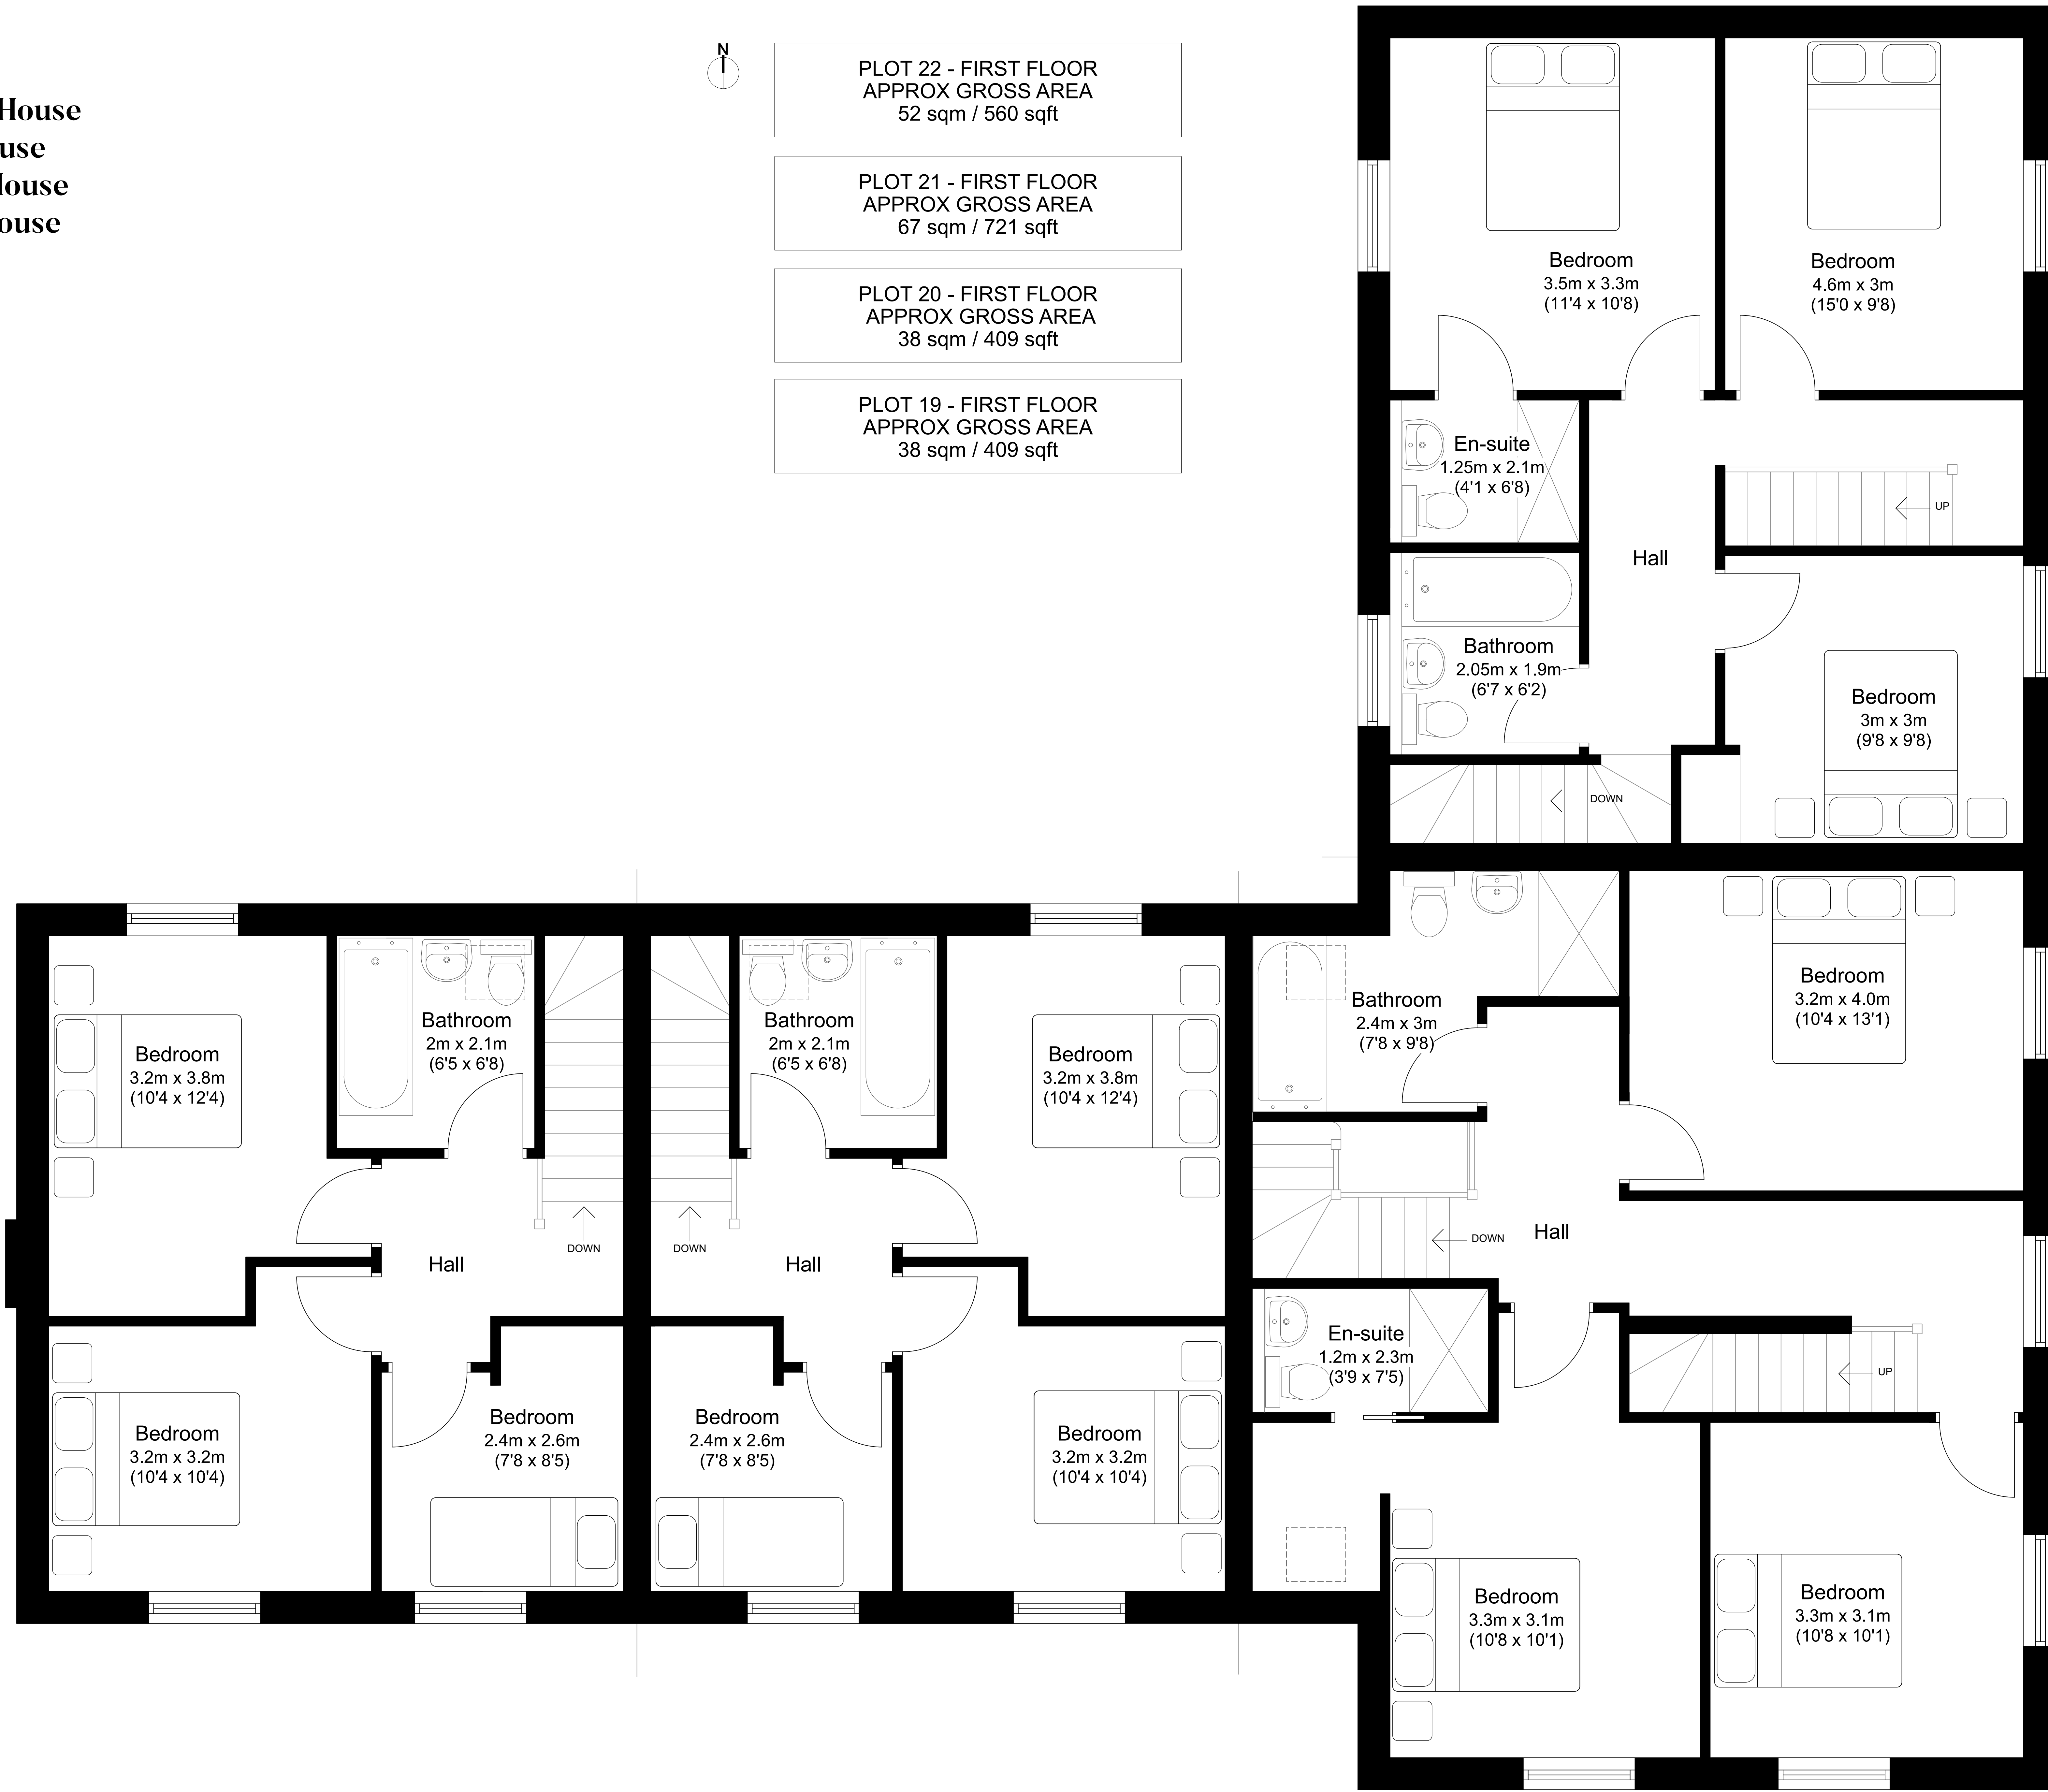 House
use
House
ouse
N
PLOT 22 - FIRST FLOOR
APPROX GROSS AREA
52 sqm / 560 sqft
PLOT 21 - FIRST FLOOR
APPROX GROSS AREA
67 sqm / 721 sqft
PLOT 20 - FIRST FLOOR
APPROX GROSS AREA
38 sqm / 409 sqft
PLOT 19 - FIRST FLOOR
APPROX GROSS AREA
38 sqm / 409 sqft
Bedroom
3.5m x 3.3m
(11'4 x 10'8)
Bedroom
4.6m x 3m
(15'0 x 9'8)
En-suite
1.25m x 2.1m
(4'1 x 6'8)
UP
Hall
Bathroom
2.05m x 1.9m
(6'7 x 6'2)
Bedroom
3m x 3m
(9'8 x 9'8)
DOWN
Bedroom
3.2m x 3.8m
(10'4 x 12'4)
Bathroom
2m x 2.1m
(6'5 x 6'8)
Bathroom
2m x 2.1m
(6'5 x 6'8)
Bedroom
3.2m x 3.8m
(10'4 x 12'4)
Bathroom
2.4m x 3m
(7'8 x 9'8)
Bedroom
3.2m x 4.0m
(10'4 x 13'1)
Hall
DOWN
DOWN
Hall
DOWN
Hall
En-suite
1.2m x 2.3m
(3'9 x 7'5)
UP
Bedroom
3.2m x 3.2m
(10'4 x 10'4)
Bedroom
2.4m x 2.6m
(7'8 x 8'5)
Bedroom
2.4m x 2.6m
(7'8 x 8'5)
Bedroom
3.2m x 3.2m
(10'4 x 10'4)
Bedroom
3.3m x 3.1m
(10'8 x 10'1)
Bedroom
3.3m x 3.1m
(10'8 x 10'1)